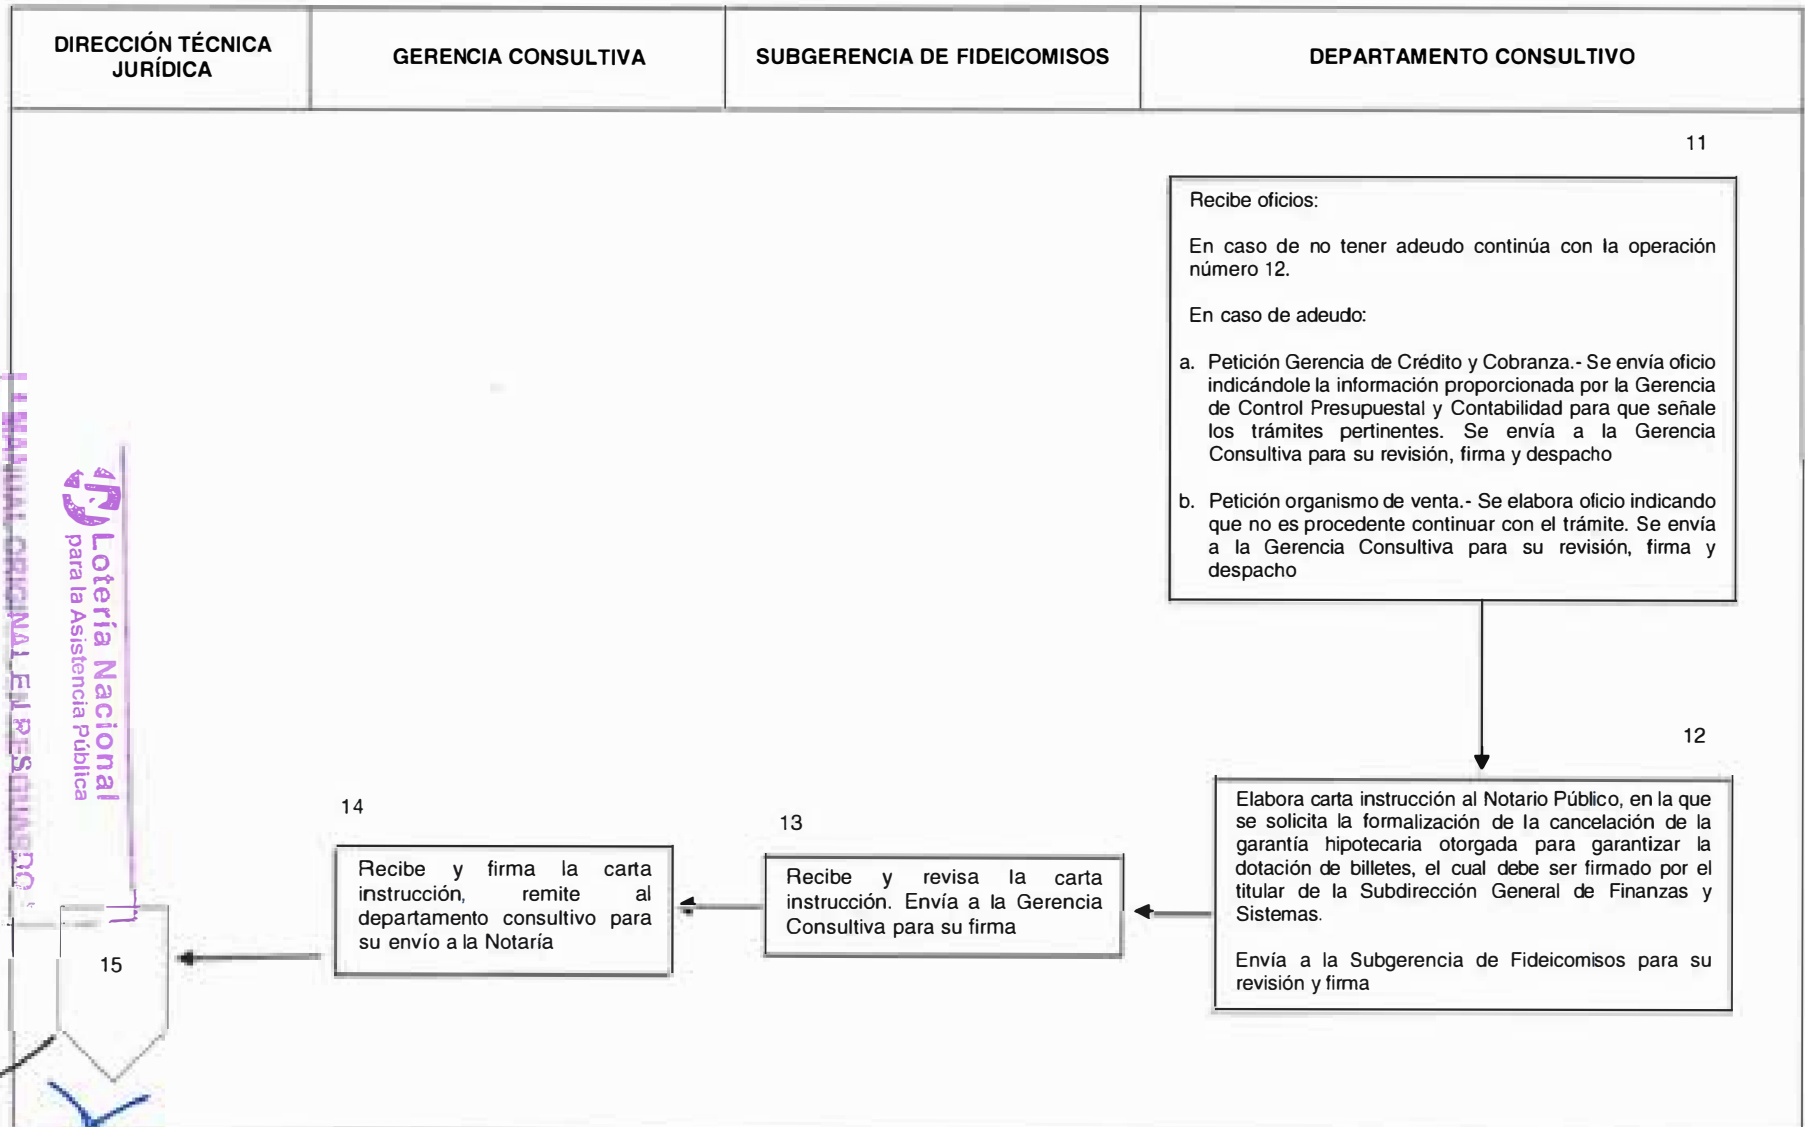 DIRECCIÓN TÉCNICA
JURÍDICA
GERENCIA CONSULTIVA
SUBGERENCIA DE FIDEICOMISOS
DEPARTAMENTO CONSULTIVO
11
Recibe oficios:
En caso de no tener adeudo continúa con la operación
número 12.
En caso de adeudo:
a. Petición Gerencia de Crédito y Cobranza.- Se envía oficio
indicándole la información proporcionada por la Gerencia
de Control Presupuestal y Contabilidad para que señale
los trámites pertinentes. Se envía a la Gerencia
Consultiva para su revisión, firma y despacho
b. Petición organismo de venta.- Se elabora oficio indicando
que no es procedente continuar con el trámite. Se envía
a la Gerencia Consultiva para su revisión, firma y
despacho
12
Elabora carta instrucción al Notario Público, en la que
se solicita la formalización de la cancelación de la
garantía hipotecaria otorgada para garantizar la
dotación de billetes, el cual debe ser firmado por el
titular de la Subdirección General de Finanzas y
Sistemas.
Envía a la Subgerencia de Fideicomisos para su
revisión y firma
13
Recibe y revisa la carta
instrucción. Envía a la Gerencia
Consultiva para su firma
14
Recibe y firma la carta
instrucción, remite al
departamento consultivo para
su envío a la Notaría
15
Lotería Nacional
para la Asistencia Pública
ORIGINAL EN RESGUARDO